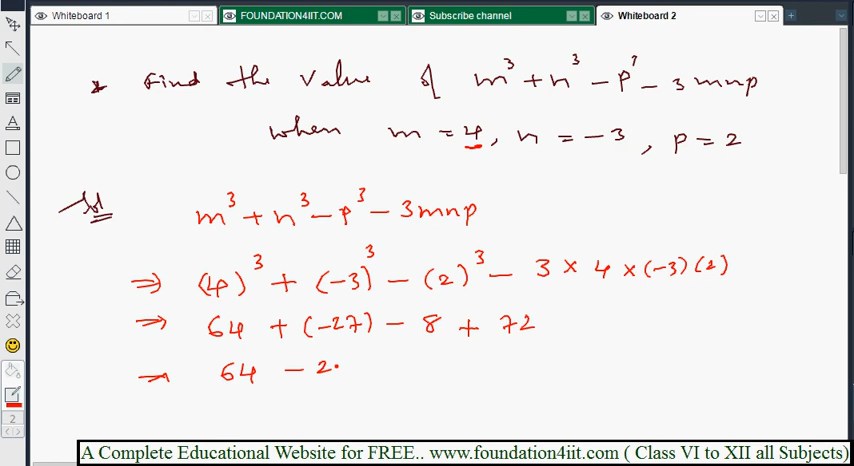 Whiteboard 1 FOUNDATION4IIT.COM Subscribe channel Whiteboard 2
* Find the Value of m³ + n³ - p³ - 3mnp
when m = 4, n = -3, p = 2
Sol
m³ + n³ - p³ - 3mnp
⇒ (4)³ + (-3)³ - (2)³ - 3 × 4 × (-3) (2)
⇒ 64 + (-27) - 8 + 72
⇒ 64 - 2
2
A Complete Educational Website for FREE.. www.foundation4iit.com ( Class VI to XII all Subjects)